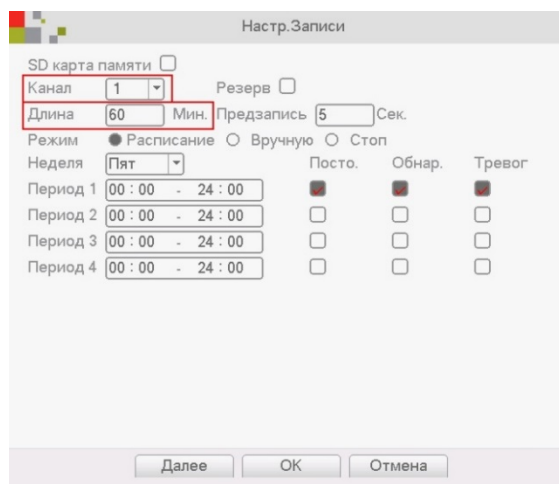 Настр.Записи
SD карта памяти
Канал 1 Резерв
Длина 60 Мин. Предзапись 5 Сек.
Режим Расписание Вручную Стоп
Неделя Пят Посто. Обнар. Тревог
Период 1 00 : 00 - 24 : 00
Период 2 00 : 00 - 24 : 00
Период 3 00 : 00 - 24 : 00
Период 4 00 : 00 - 24 : 00
Далее OK Отмена